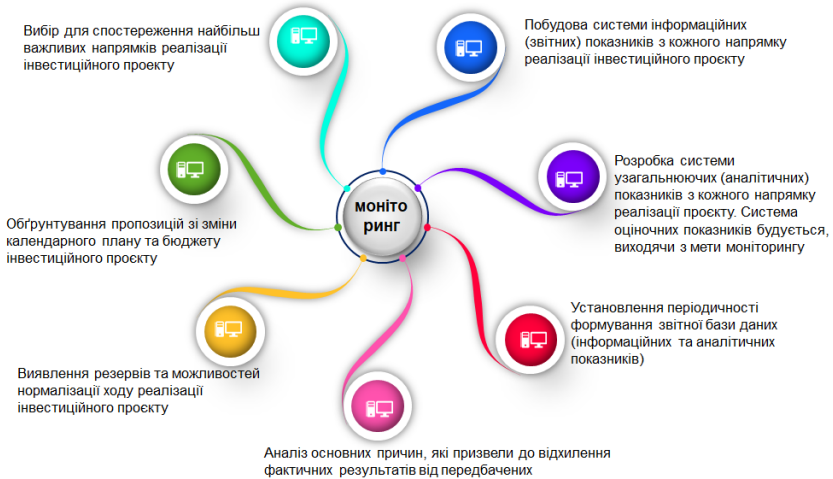 Вибір для спостереження найбільш
важливих напрямків реалізації
інвестиційного проекту
Побудова системи інформаційних
(звітних) показників з кожного напрямку
реалізації інвестиційного проєкту
Розробка системи
узагальнюючих (аналітичних)
показників з кожного напрямку
реалізації проєкту. Система
оціночних показників будується,
виходячи з мети моніторингу
Установлення періодичності
формування звітної бази даних
(інформаційних та аналітичних
показників)
Аналіз основних причин, які призвели до відхилення
фактичних результатів від передбачених
Виявлення резервів та можливостей
нормалізації ходу реалізації
інвестиційного проєкту
Обґрунтування пропозицій зі зміни
календарного плану та бюджету
інвестиційного проєкту
моніто
ринг